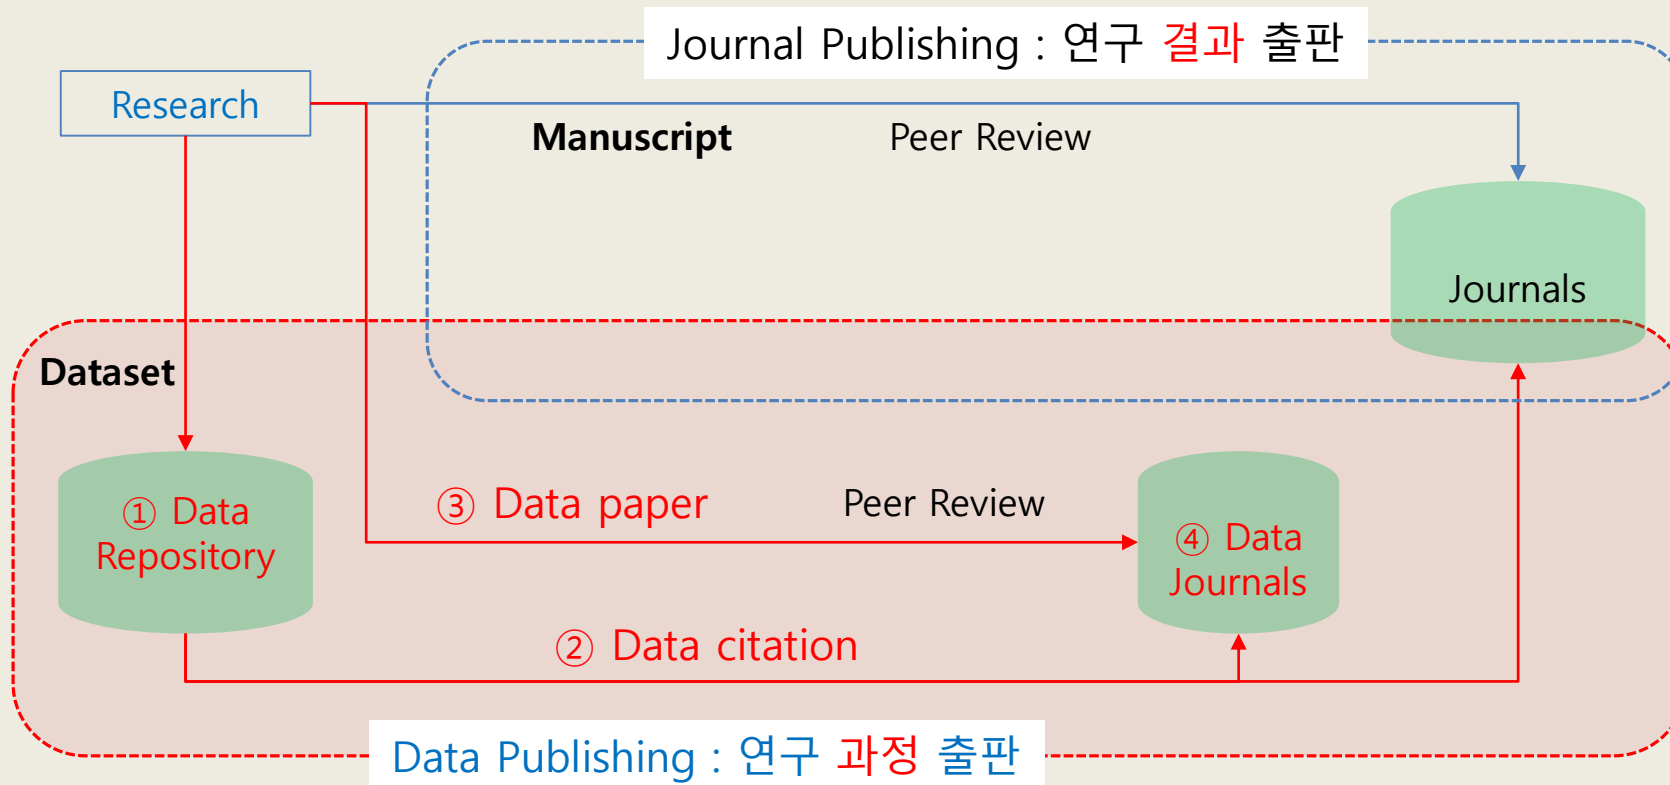 Journal Publishing : 연구 결과 출판
Research
Manuscript
Peer Review
Journals
Dataset
① Data
Repository
③ Data paper
Peer Review
④ Data
Journals
② Data citation
Data Publishing : 연구 과정 출판